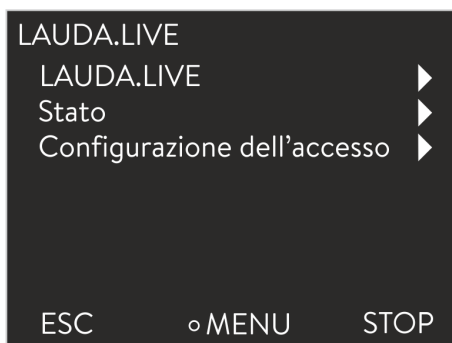 LAUDA.LIVE
LAUDA.LIVE
Stato
Configurazione dell'accesso
ESC MENU STOP